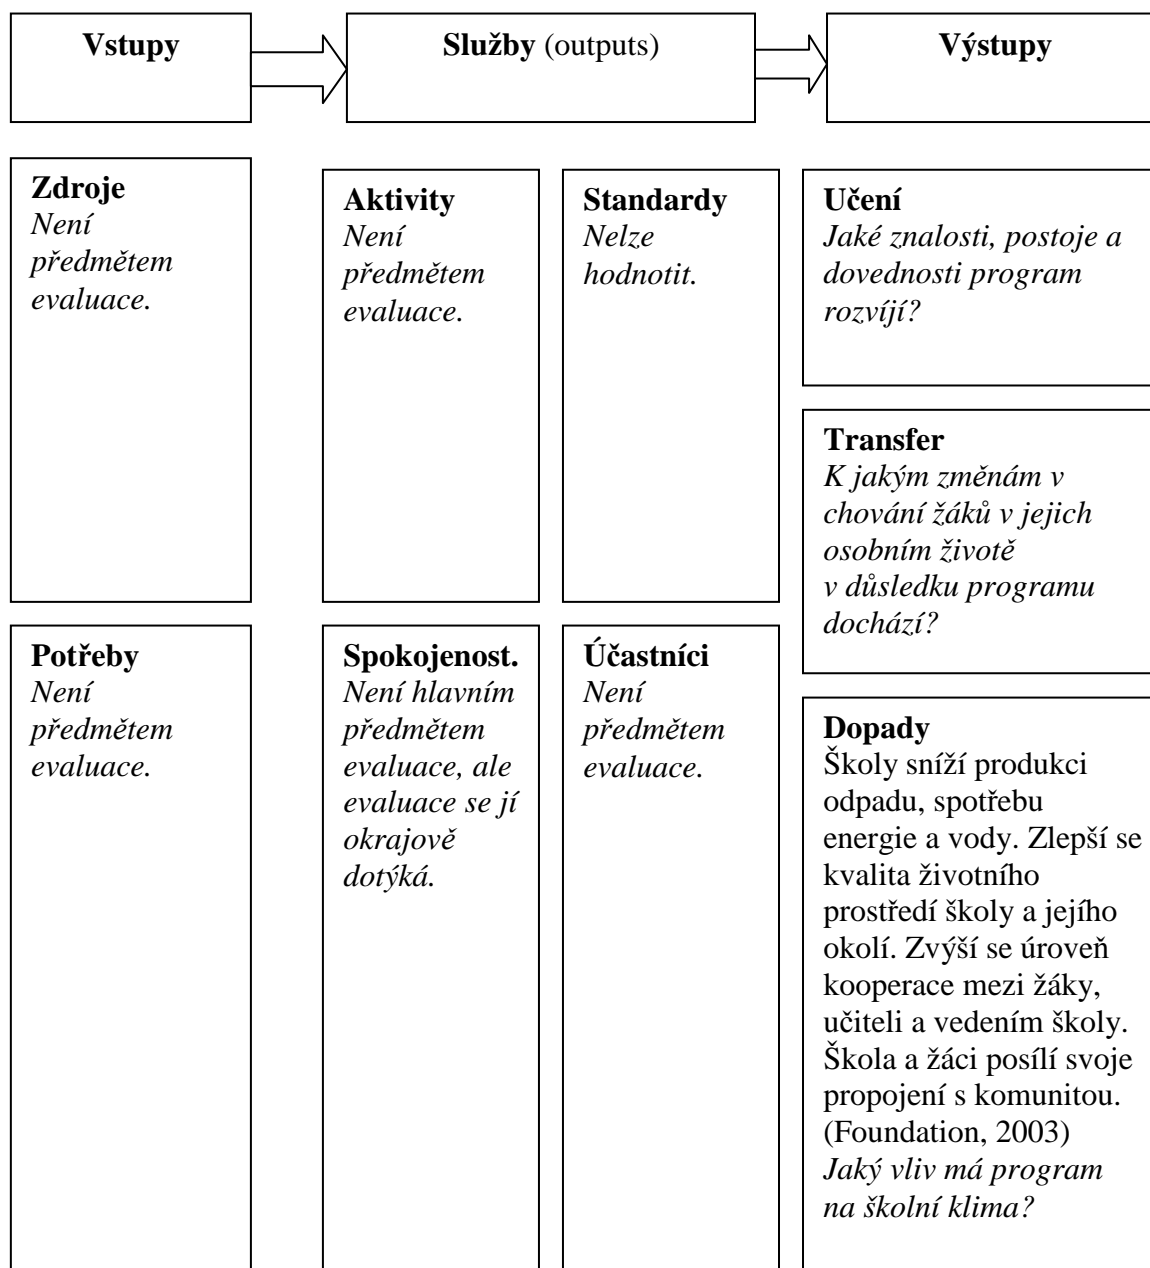 Vstupy
Služby (outputs)
Výstupy
Zdroje
Není
předmětem
evaluace.
Aktivity
Není
předmětem
evaluace.
Standardy
Nelze
hodnotit.
Učení
Jaké znalosti, postoje a
dovednosti program
rozvíjí?
Transfer
K jakým změnám v
chování žáků v jejich
osobním životě
v důsledku programu
dochází?
Potřeby
Není
předmětem
evaluace.
Spokojenost.
Není hlavním
předmětem
evaluace, ale
evaluace se jí
okrajově
dotýká.
Účastníci
Není
předmětem
evaluace.
Dopady
Školy sníží produkci
odpadu, spotřebu
energie a vody. Zlepší se
kvalita životního
prostředí školy a jejího
okolí. Zvýší se úroveň
kooperace mezi žáky,
učiteli a vedením školy.
Škola a žáci posílí svoje
propojení s komunitou.
(Foundation, 2003)
Jaký vliv má program
na školní klima?